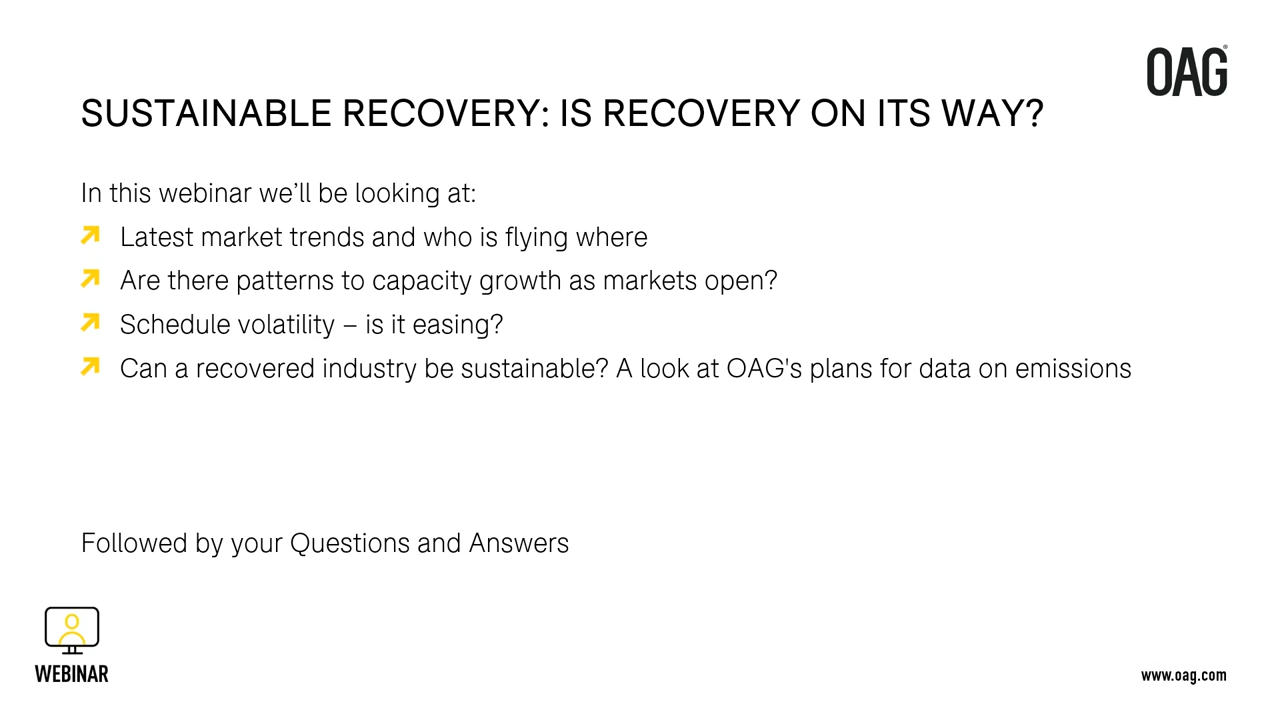 OAG®
SUSTAINABLE RECOVERY: IS RECOVERY ON ITS WAY?
In this webinar we’ll be looking at:
Latest market trends and who is flying where
Are there patterns to capacity growth as markets open?
Schedule volatility – is it easing?
Can a recovered industry be sustainable? A look at OAG's plans for data on emissions
Followed by your Questions and Answers
WEBINAR
www.oag.com